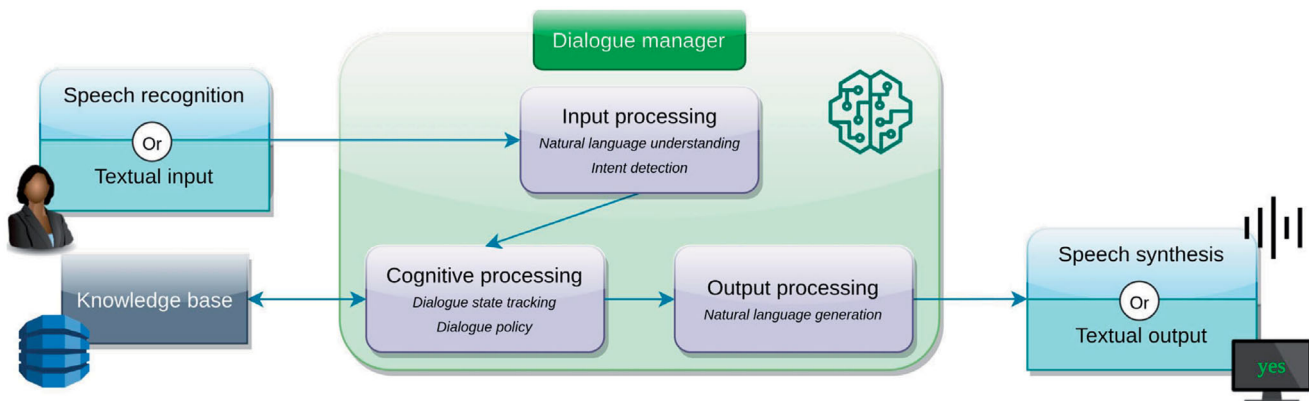 Dialogue manager
Speech recognition
Or
Textual input
Input processing
Natural language understanding
Intent detection
Knowledge base
Cognitive processing
Dialogue state tracking
Dialogue policy
Output processing
Natural language generation
Speech synthesis
Or
Textual output
yes